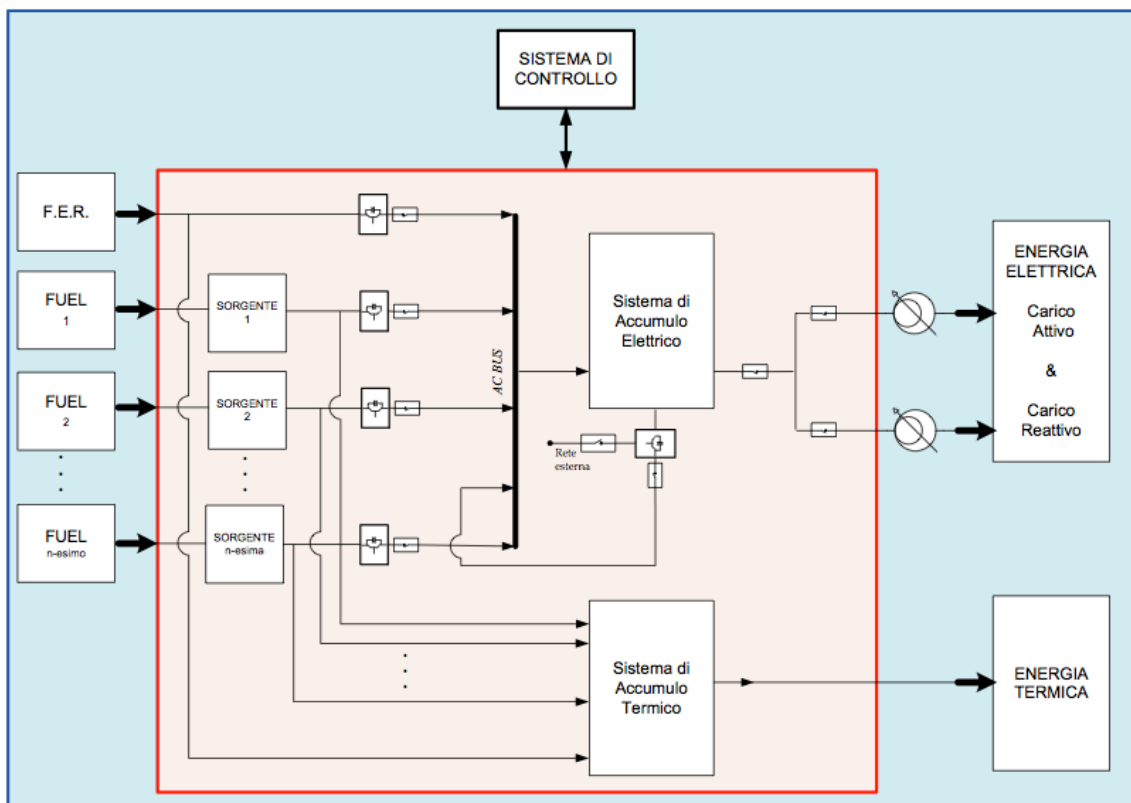 SISTEMA DI
CONTROLLO
F.E.R.
FUEL
1
FUEL
2
FUEL
n-esimo
SORGENTE
1
SORGENTE
2
SORGENTE
n-esima
AC BUS
Sistema di
Accumulo
Elettrico
Rete
esterna
Sistema di
Accumulo
Termico
ENERGIA
ELETTRICA
Carico
Attivo
&
Carico
Reattivo
ENERGIA
TERMICA